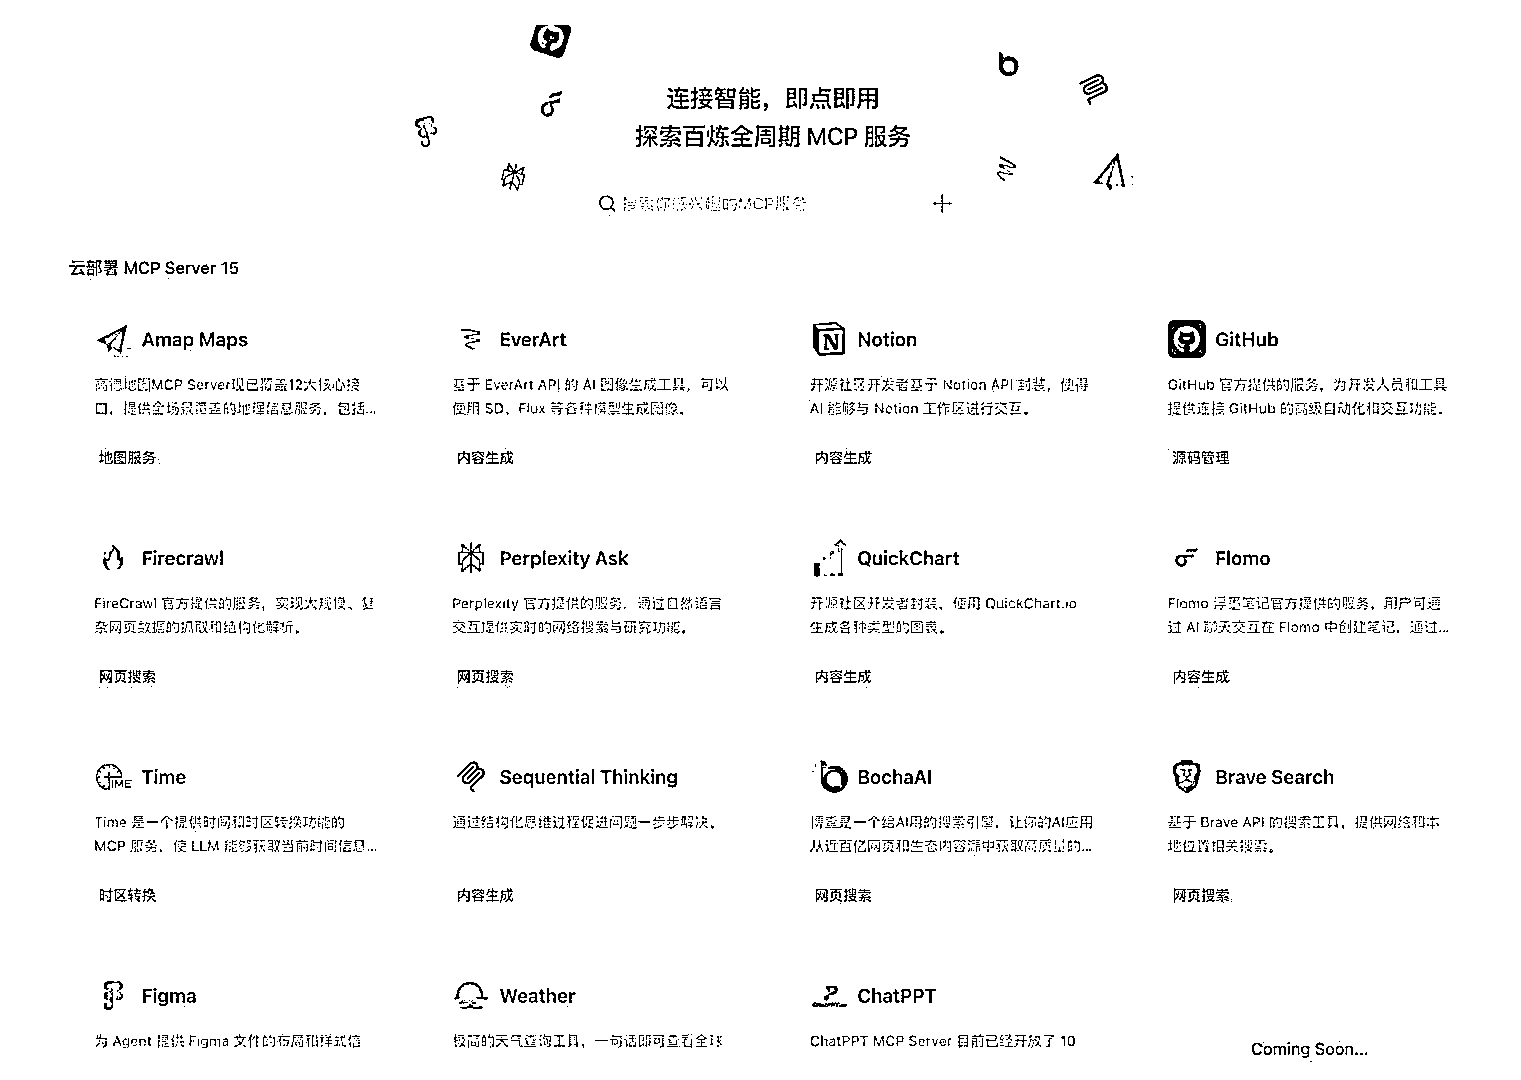 连接智能，即点即用
探索百炼全周期 MCP 服务
搜索你感兴趣的MCP服务
云部署 MCP Server 15
Amap Maps
高德地图MCP Server现已覆盖12大核心接
口，提供全场景覆盖的地理信息服务，包括...
地图服务
EverArt
基于 EverArt API 的 AI 图像生成工具，可以
使用 SD、Flux 等各种模型生成图像。
内容生成
Notion
开源社区开发者基于 Notion API 封装，使得
AI 能够与 Notion 工作区进行交互。
内容生成
GitHub
GitHub 官方提供的服务，为开发人员和工具
提供连接 GitHub 的高级自动化和交互功能。
源码管理
Firecrawl
FireCrawl 官方提供的服务，实现大规模、复
杂网页数据的抓取和结构化解析。
网页搜索
Perplexity Ask
Perplexity 官方提供的服务，通过自然语言
交互提供实时的网络搜索与研究功能。
网页搜索
QuickChart
开源社区开发者封装，使用 QuickChart.io
生成各种类型的图表。
内容生成
Flomo
Flomo 浮墨笔记官方提供的服务，用户可通
过 AI 聊天交互在 Flomo 中创建笔记，通过...
内容生成
Time
Time 是一个提供时间和时区转换功能的
MCP 服务，使 LLM 能够获取当前时间信息...
时区转换
Sequential Thinking
通过结构化思维过程促进问题一步步解决。
内容生成
BochaAI
博查是一个给AI用的搜索引擎，让你的AI应用
从近百亿网页和生态内容源中获取高质量的...
网页搜索
Brave Search
基于 Brave API 的搜索工具，提供网络和本
地位置相关搜索。
网页搜索
Figma
为 Agent 提供 Figma 文件的布局和样式信
Weather
极简的天气查询工具，一句话即可查看全球
ChatPPT
ChatPPT MCP Server 目前已经开放了 10
Coming Soon...